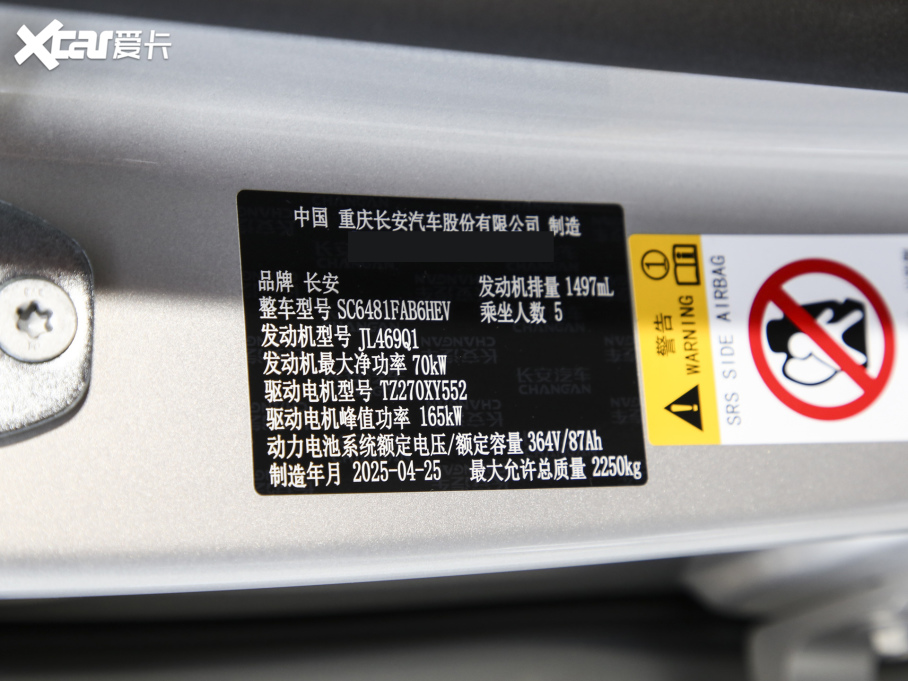 Xcar爱卡
中国 重庆长安汽车股份有限公司 制造
品牌 长安
发动机排量 1497mL
整车型号 SC6481FAB6HEV
乘坐人数 5
发动机型号 JL469Q1
发动机最大净功率 70kW
驱动电机型号 TZ270XY552
驱动电机峰值功率 165kW
动力电池系统额定电压/额定容量 364V/87Ah
制造年月 2025-04-25
最大允许总质量 2250kg
长安汽车
CHANGAN
警告
WARNING
SRS SIDE AIRBAG